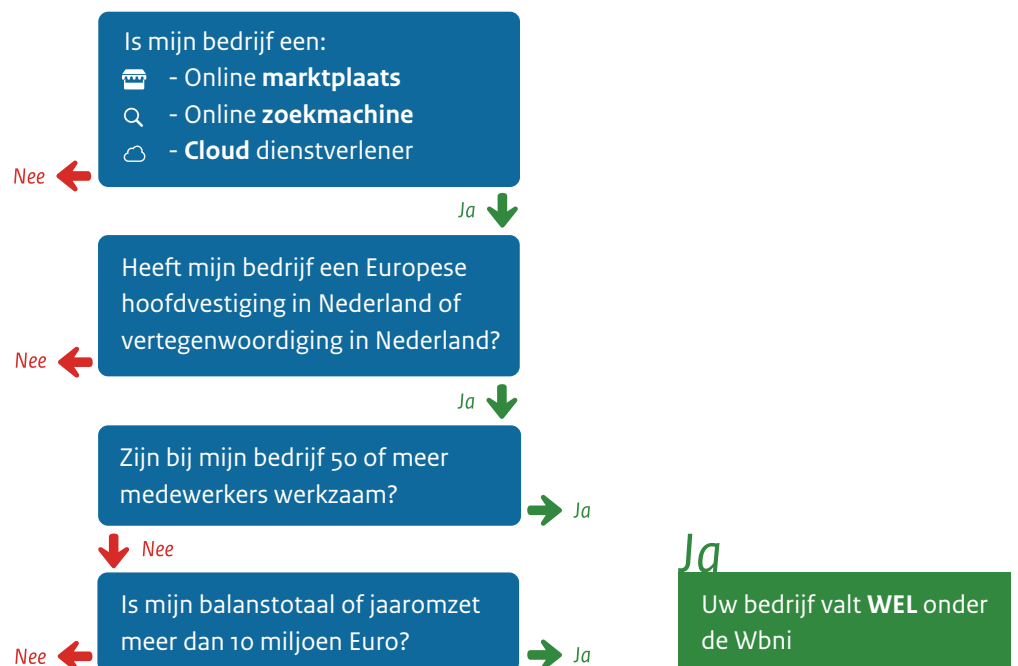 Is mijn bedrijf een:
- Online marktplaats
- Online zoekmachine
- Cloud dienstverlener
Nee
Ja
Heeft mijn bedrijf een Europese
hoofdvestiging in Nederland of
vertegenwoordiging in Nederland?
Nee
Ja
Zijn bij mijn bedrijf 50 of meer
medewerkers werkzaam?
Ja
Nee
Is mijn balanstotaal of jaaromzet
meer dan 10 miljoen Euro?
Nee
Ja
Ja
Uw bedrijf valt WEL onder
de Wbni